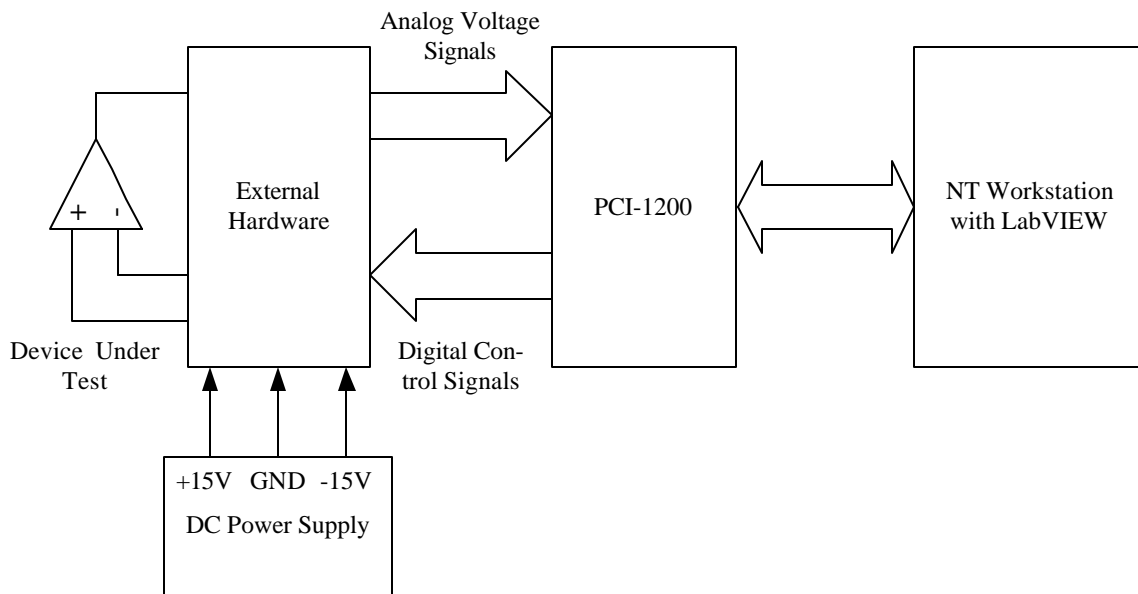 Analog Voltage
Signals
External
Hardware
PCI-1200
NT Workstation
with LabVIEW
+ -
Device Under
Test
Digital Con-
trol Signals
+15V GND -15V
DC Power Supply